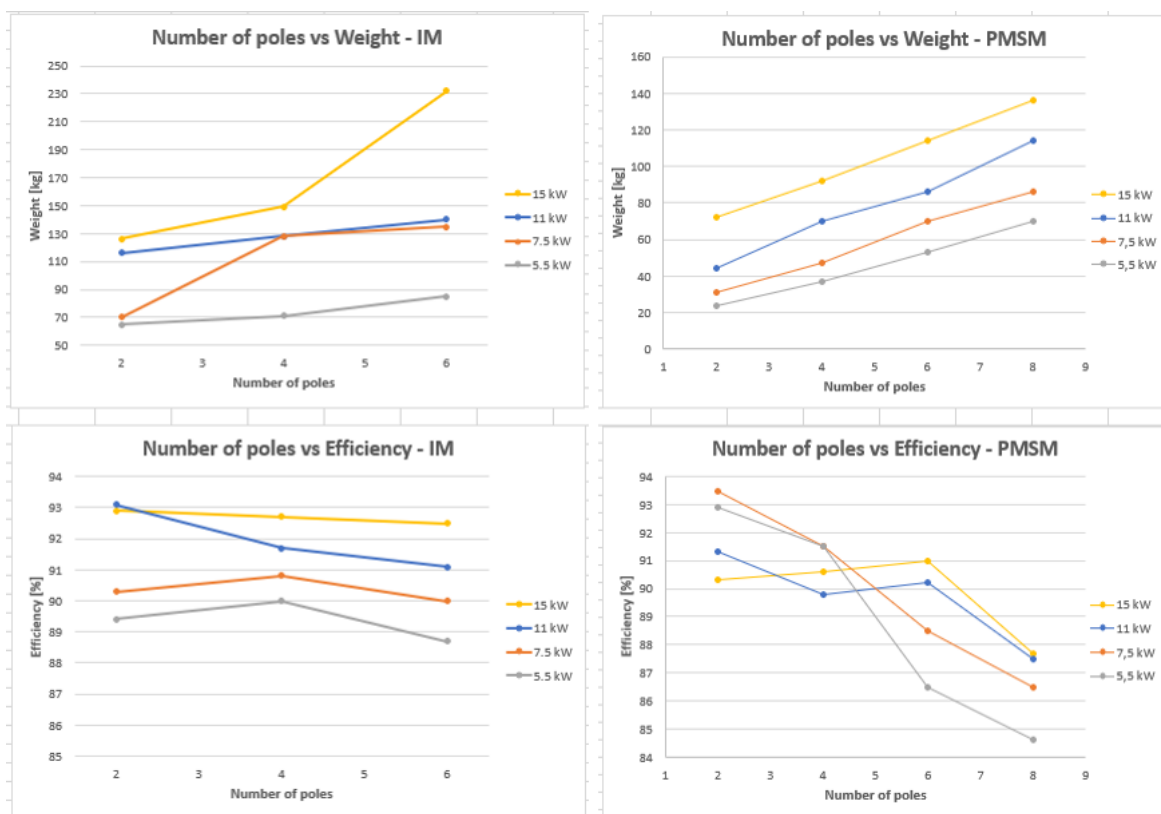 Number of poles vs Weight - IM
250
230
210
190
170
150
130
110
90
70
50
Weight [kg]
2 3 4 5 6
Number of poles
15 kW
11 kW
7.5 kW
5.5 kW
Number of poles vs Weight - PMSM
160
140
120
100
80
60
40
20
0
Weight [kg]
1 2 3 4 5 6 7 8 9
Number of poles
15 kW
11 kW
7,5 kW
5,5 kW
Number of poles vs Efficiency - IM
94
93
92
91
90
89
88
87
86
85
Efficiency [%]
2 3 4 5 6
Number of poles
15 kW
11 kW
7.5 kW
5.5 kW
Number of poles vs Efficiency - PMSM
94
93
92
91
90
89
88
87
86
85
84
Efficiency [%]
1 2 3 4 5 6 7 8 9
Number of poles
15 kW
11 kW
7,5 kW
5,5 kW